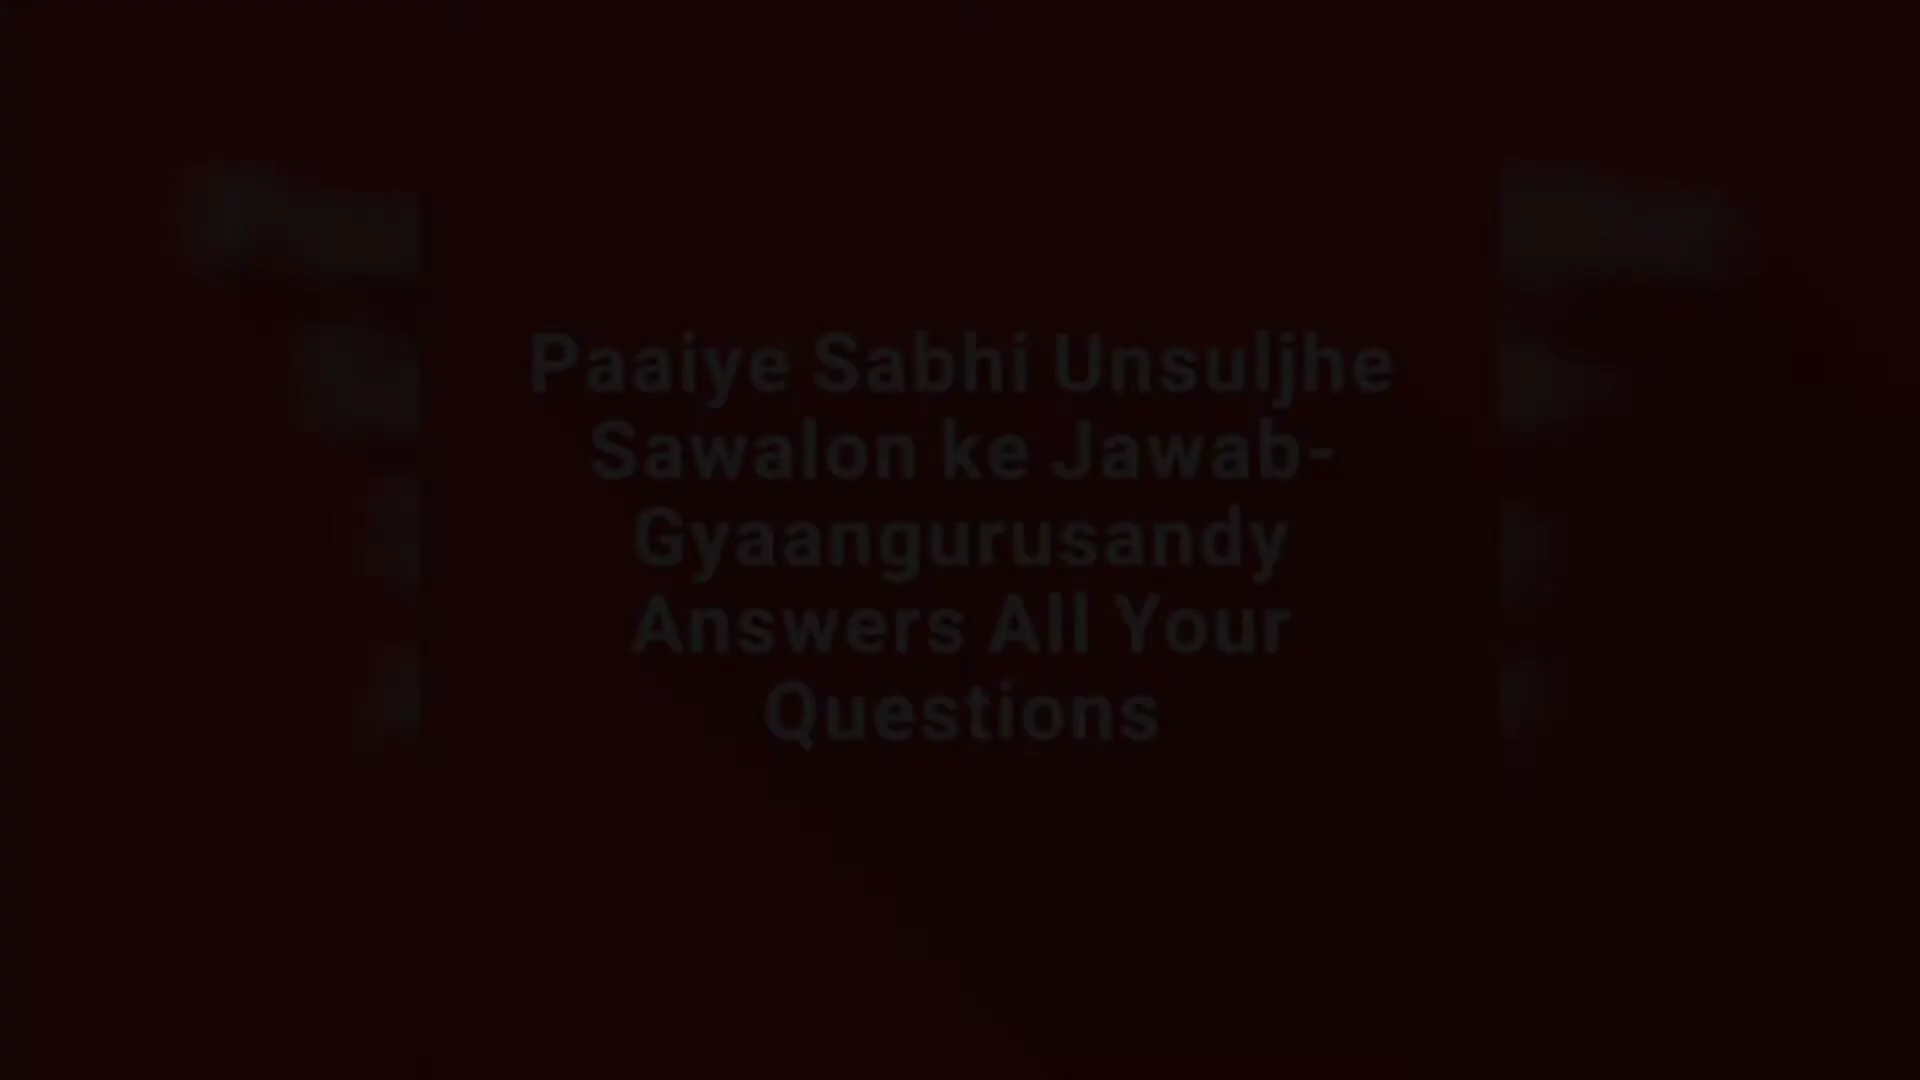 Paaiye Sabhi Unsuljhe
Sawalon ke Jawab-
Gyaangurusandy
Answers All Your
Questions